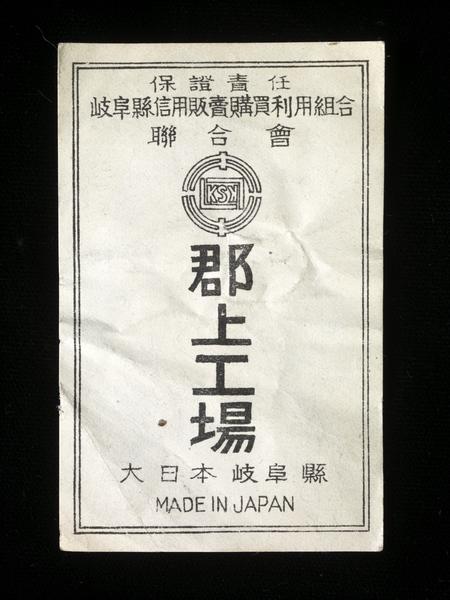 保證責任
岐阜縣信用販賣購買利用組合
聯合會
KSY
郡上工場
大日本岐阜縣
MADE IN JAPAN